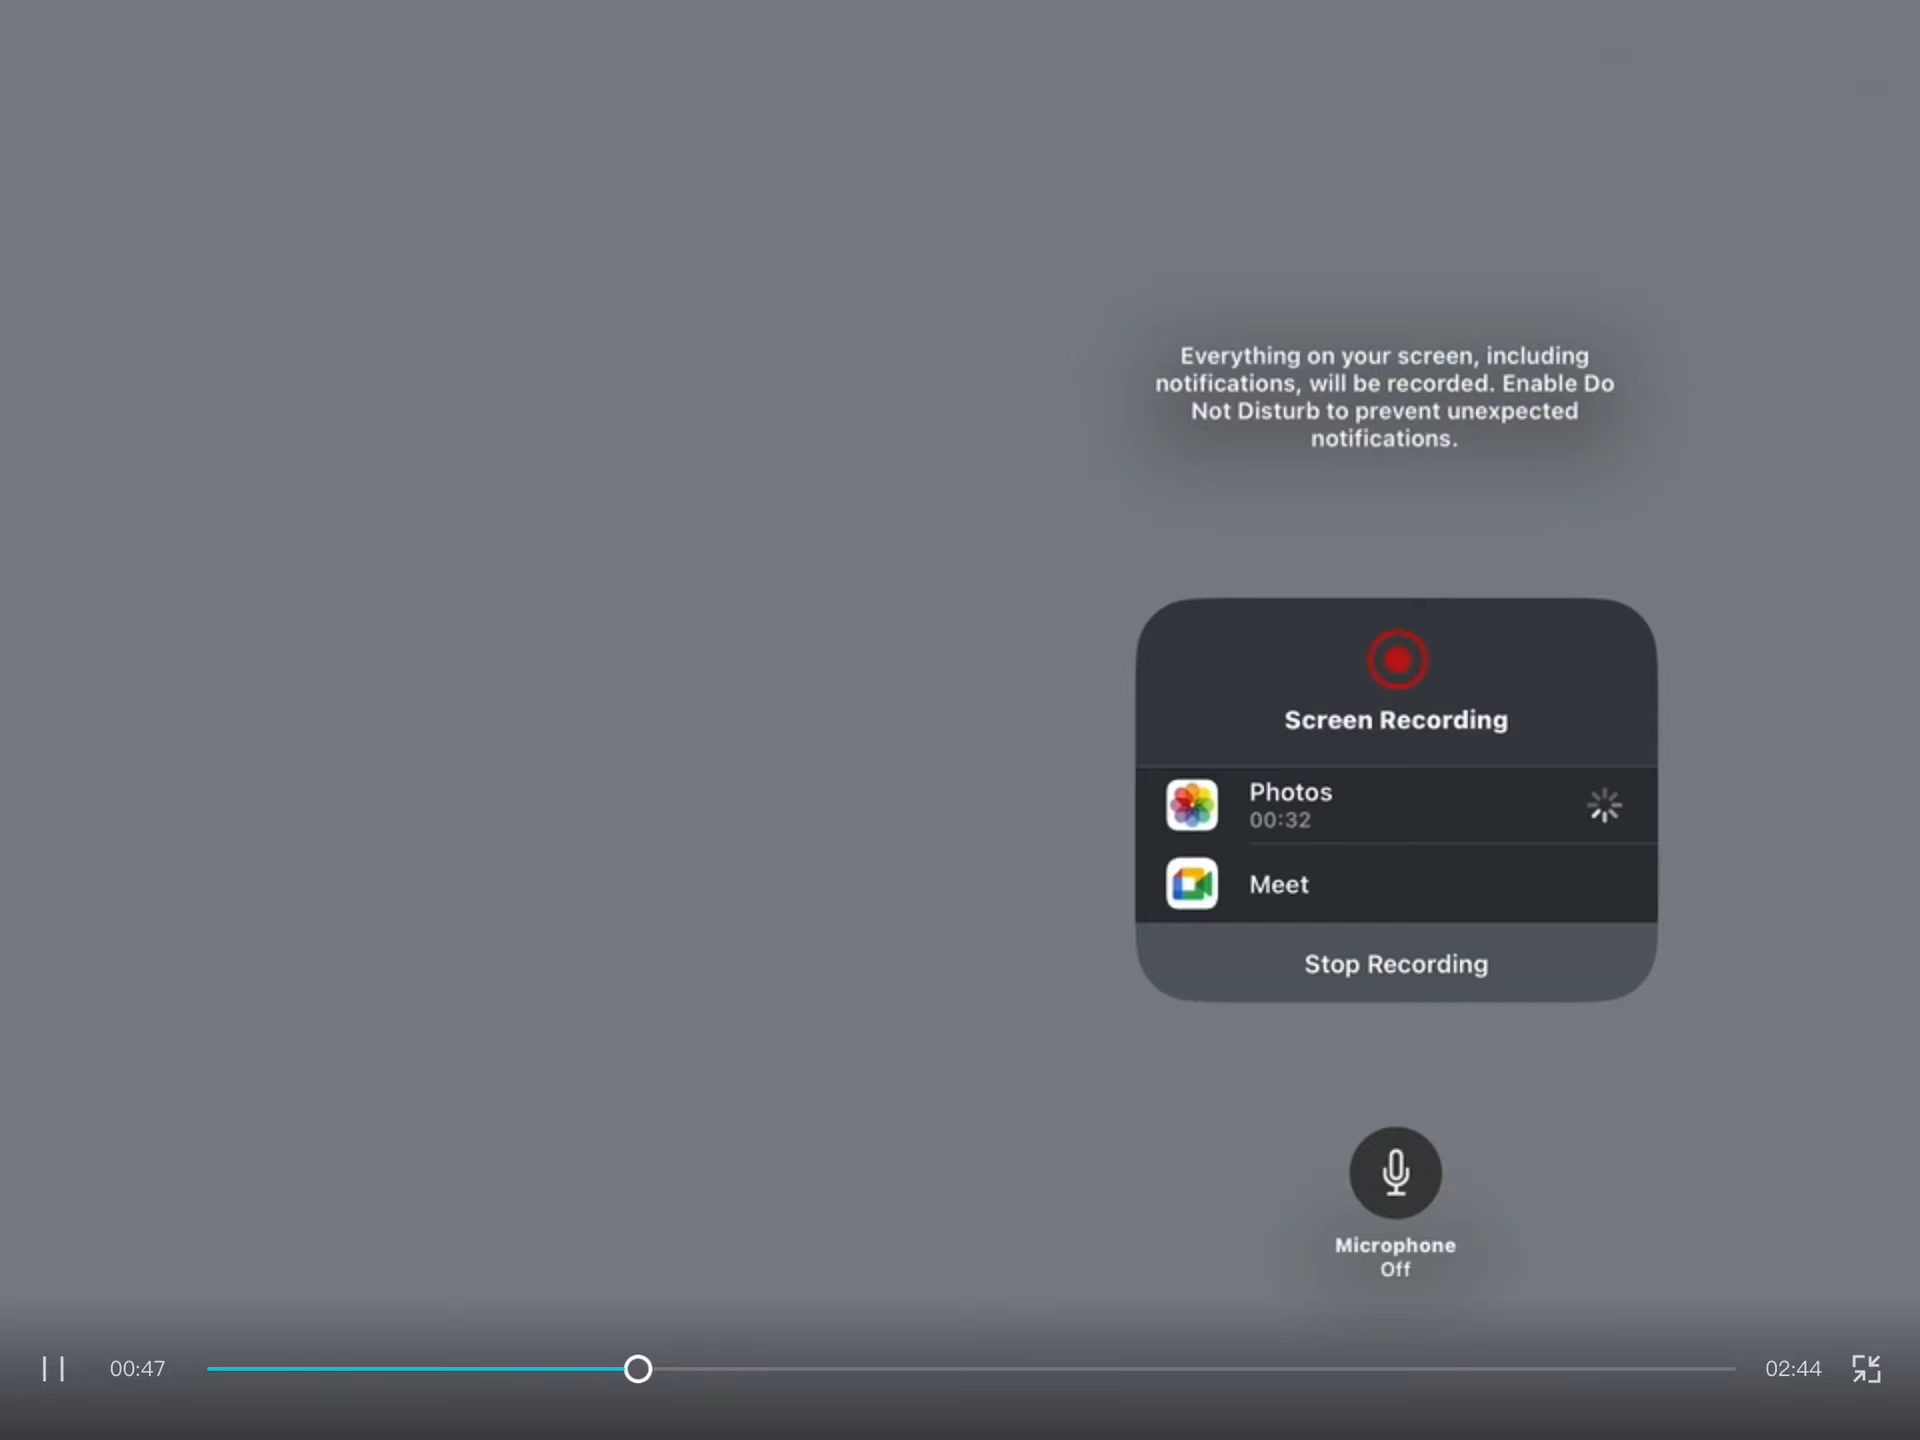 Everything on your screen, including
notifications, will be recorded. Enable Do
Not Disturb to prevent unexpected
notifications.
Screen Recording
Photos
00:32
Meet
Stop Recording
Microphone
Off
00:47
02:44